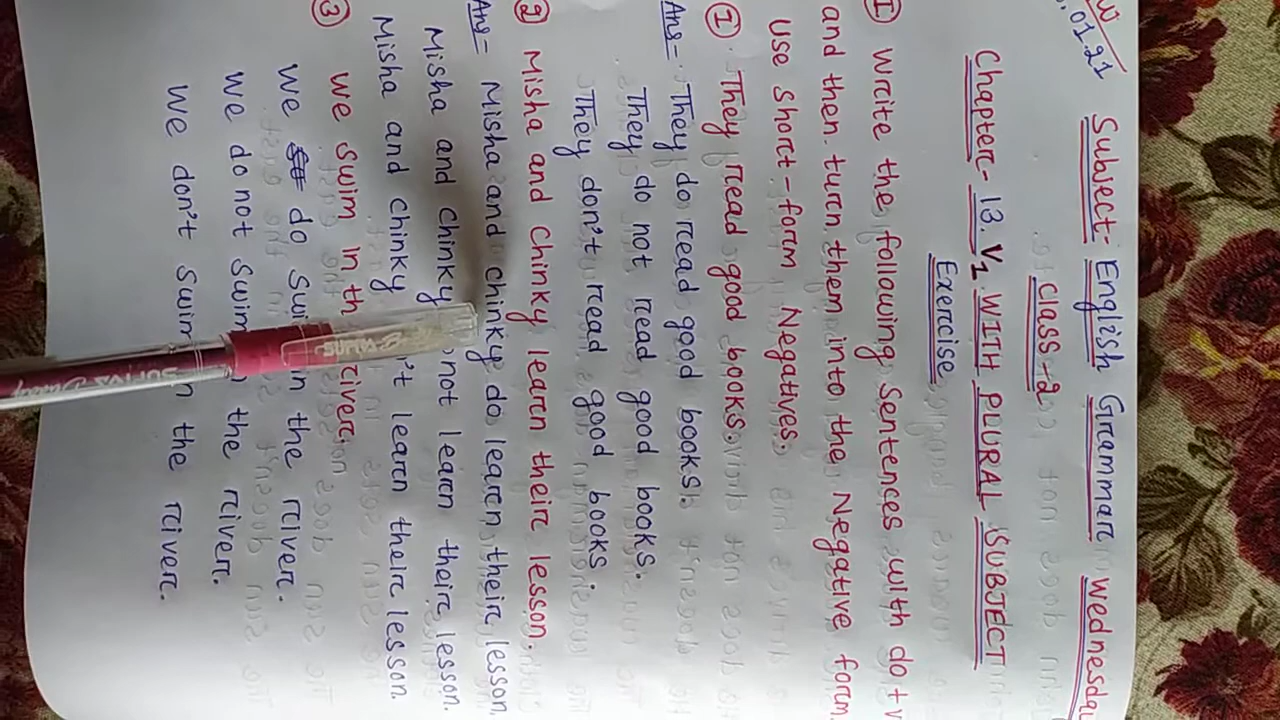 Subject- English Grammar Wednesday
Class-2
Chapter- 13. V1 WITH PLURAL SUBJECT
Exercise
I Write the following sentences with do + v
and then turn them into the Negative form.
Use short-form Negatives.
① They read good books.
Ans- They do read good books.
They do not read good books.
They don't read good books.
② Misha and chinky learn their lesson.
Ans- Misha and chinky do learn their lesson.
Misha and chinky not learn their lesson.
Misha and chinky learn their lesson.
③ We swim in river.
We do in the river.
We do not swim the river.
We don't swim the river.